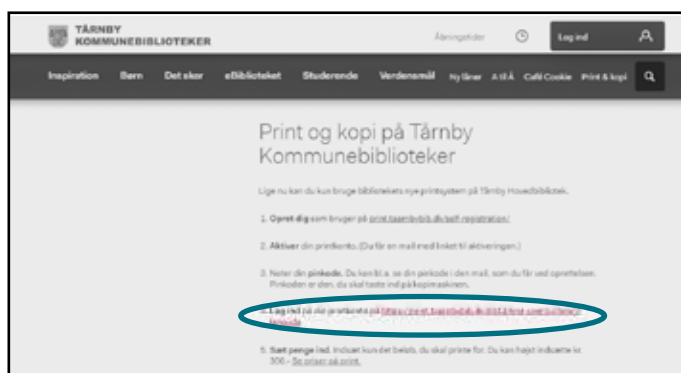 TÅRNBY
KOMMUNEBIBLIOTEKER
Åbningstider
Log ind
Inspiration Børn Det sker eBiblioteket Studerende Verdensmål Ny låner A til Å Café Cookie Print & kopi
Print og kopi på Tårnby
Kommunebiblioteker
Lige nu kan du kun bruge bibliotekets nye printsystem på Tårnby Hovedbibliotek.
1. Opret dig som bruger på print.taarnbybib.dk/self-registration/
2. Aktiver din printkonto. (Du får en mail med linket til aktiveringen.)
3. Noter din pinkode. Du kan bl.a. se din pinkode i den mail, som du får ved oprettelsen.
Pinkoden er den, du skal taste ind på kopimaskinen.
4. Log ind på din printkonto på
5. Sæt penge ind. Indsæt kun det beløb, du skal printe for. Du kan højst indsætte kr.
300,- Se priser på print.